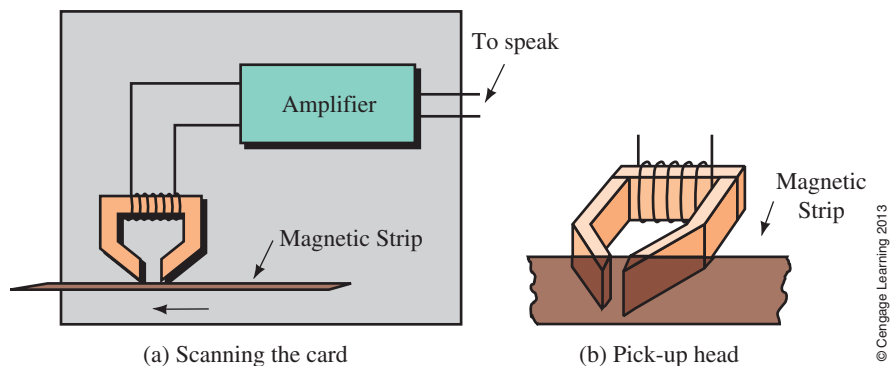 To speak
Amplifier
Magnetic Strip
(a) Scanning the card
Magnetic
Strip
(b) Pick-up head
© Cengage Learning 2013